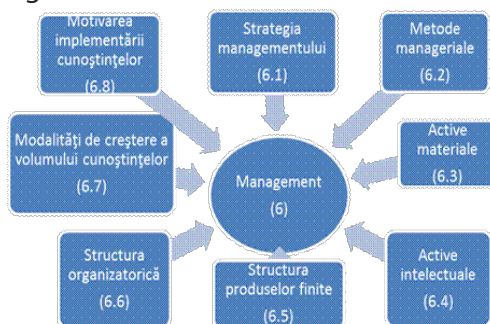 Motivarea
implementării
cunoştinţelor
(6.8)
Strategia
managementului
(6.1)
Metode
manageriale
(6.2)
Modalităţi de creştere a
volumului cunoştinţelor
(6.7)
Management
(6)
Active
materiale
(6.3)
Structura
organizatorică
(6.6)
Structura
produselor finite
(6.5)
Active
intelectuale
(6.4)